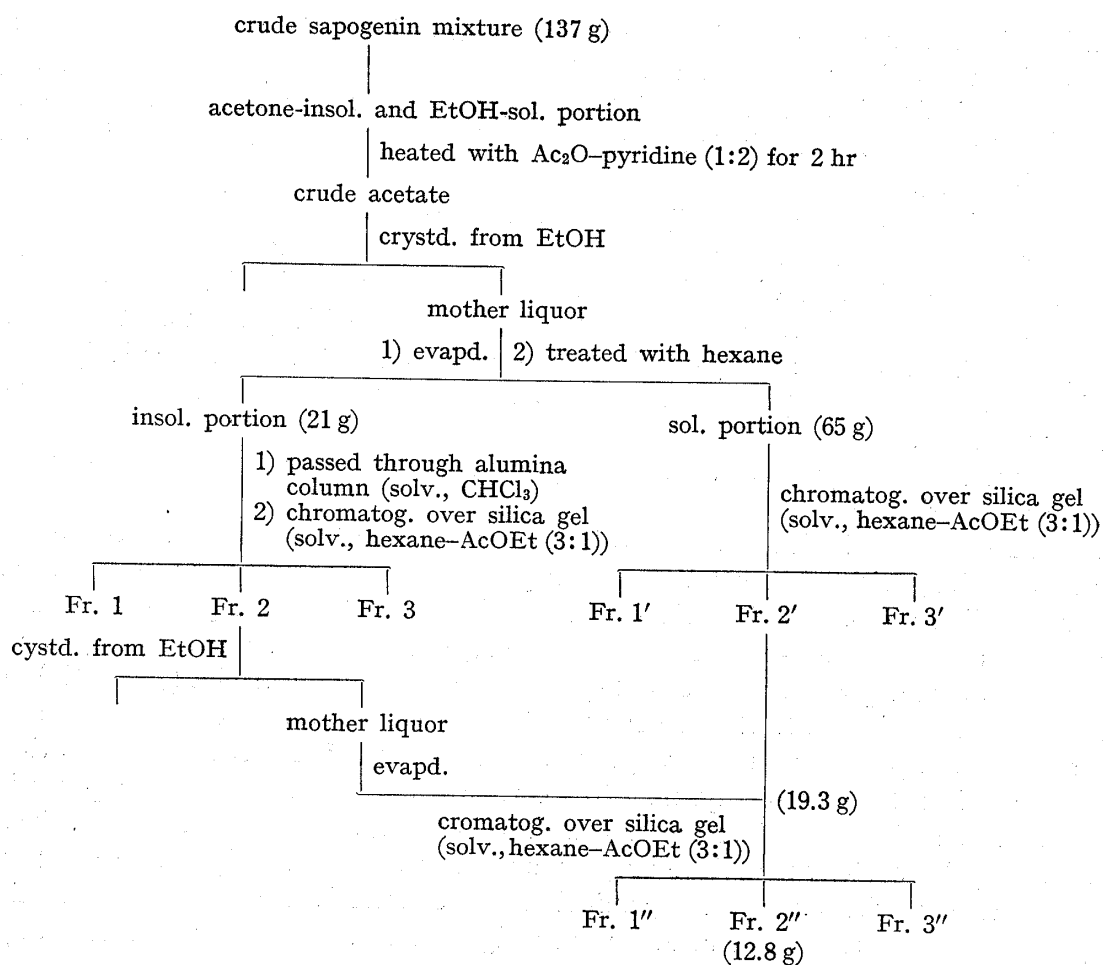 crude sapogenin mixture (137 g)
acetone-insol. and EtOH-sol. portion
heated with Ac₂O–pyridine (1:2) for 2 hr
crude acetate
crystd. from EtOH
mother liquor
1) evapd. 2) treated with hexane
insol. portion (21 g)
sol. portion (65 g)
1) passed through alumina
column (solv., CHCl₃)
2) chromatog. over silica gel
(solv., hexane–AcOEt (3:1))
chromatog. over silica gel
(solv., hexane–AcOEt (3:1))
Fr. 1 Fr. 2 Fr. 3
Fr. 1′ Fr. 2′ Fr. 3′
cystd. from EtOH
mother liquor
evapd.
(19.3 g)
cromatog. over silica gel
(solv., hexane–AcOEt (3:1))
Fr. 1′′ Fr. 2′′ Fr. 3′′
(12.8 g)